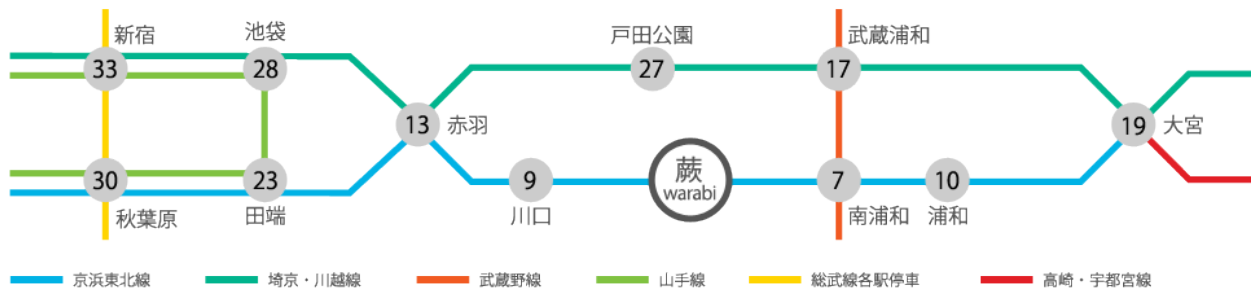 新宿
池袋
戸田公園
武蔵浦和
33
28
27
17
13
赤羽
19
大宮
30
23
9
蕨
warabi
7
10
秋葉原
田端
川口
南浦和
浦和
京浜東北線
埼京・川越線
武蔵野線
山手線
総武線各駅停車
高崎・宇都宮線